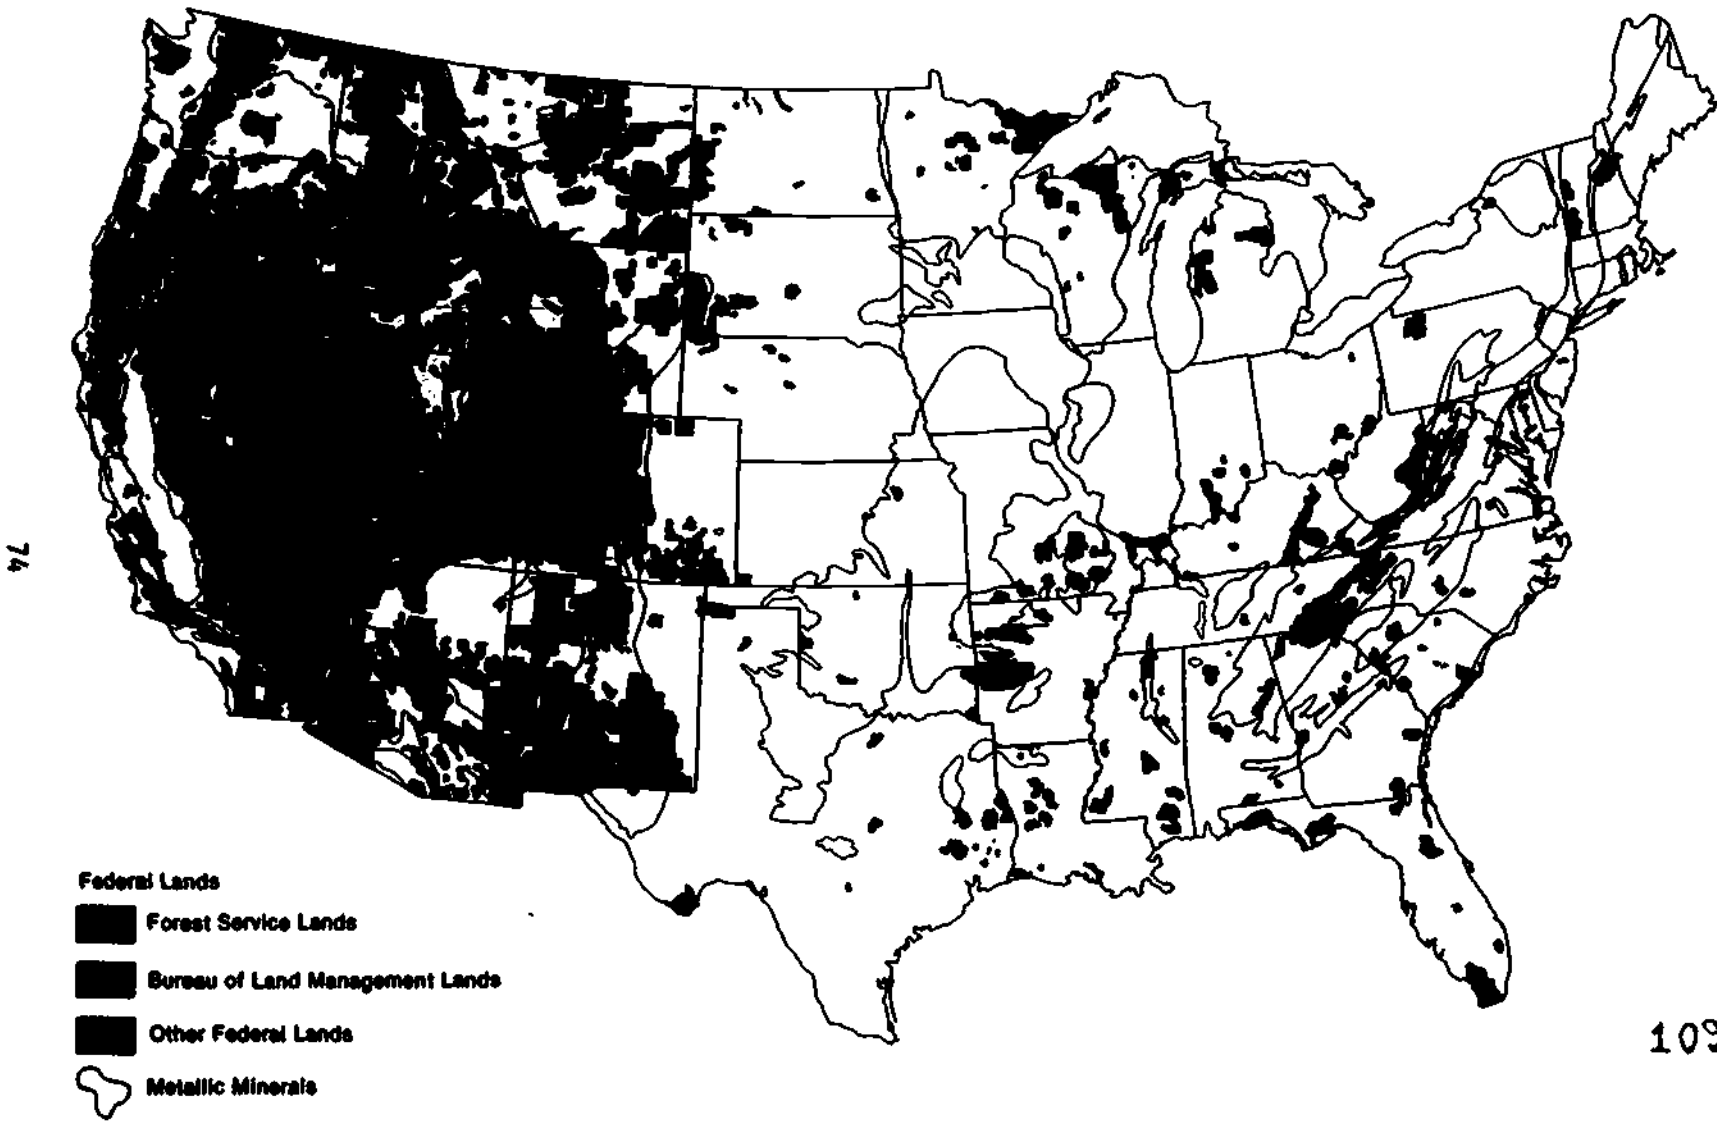 74
Federal Lands
Forest Service Lands
Bureau of Land Management Lands
Other Federal Lands
Metallic Minerals